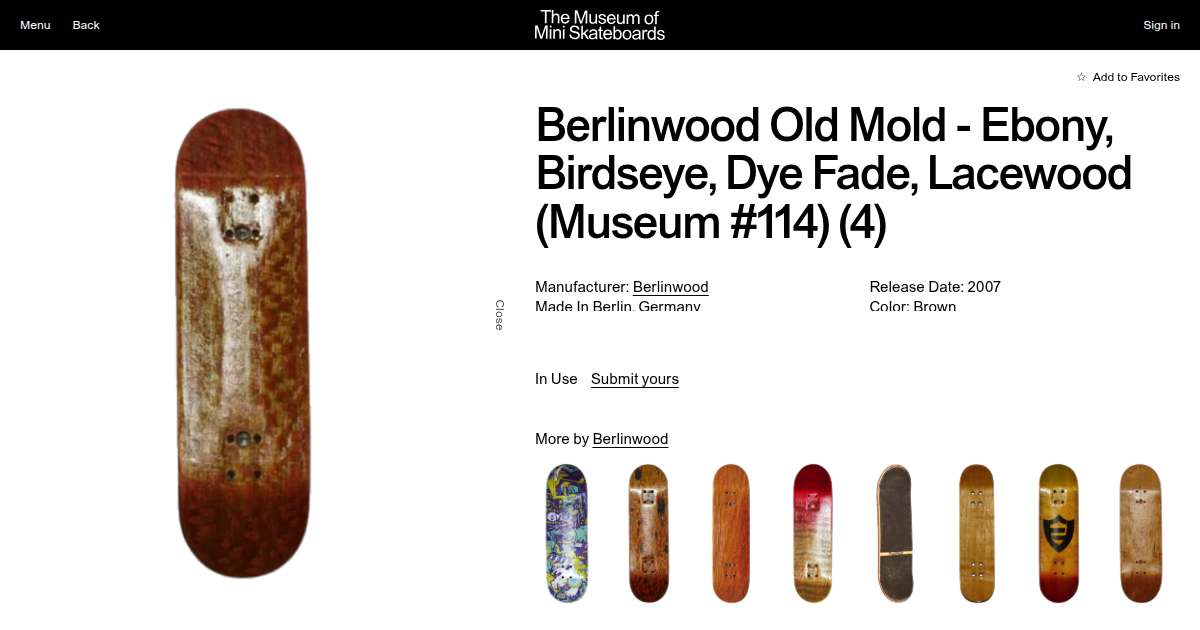 Menu
Back
The Museum of
Mini Skateboards
Sign in
☆ Add to Favorites
Berlinwood Old Mold - Ebony,
Birdseye, Dye Fade, Lacewood
(Museum #114) (4)
Manufacturer: Berlinwood
Made In Berlin, Germany
Release Date: 2007
Color: Brown
Close
In Use Submit yours
More by Berlinwood